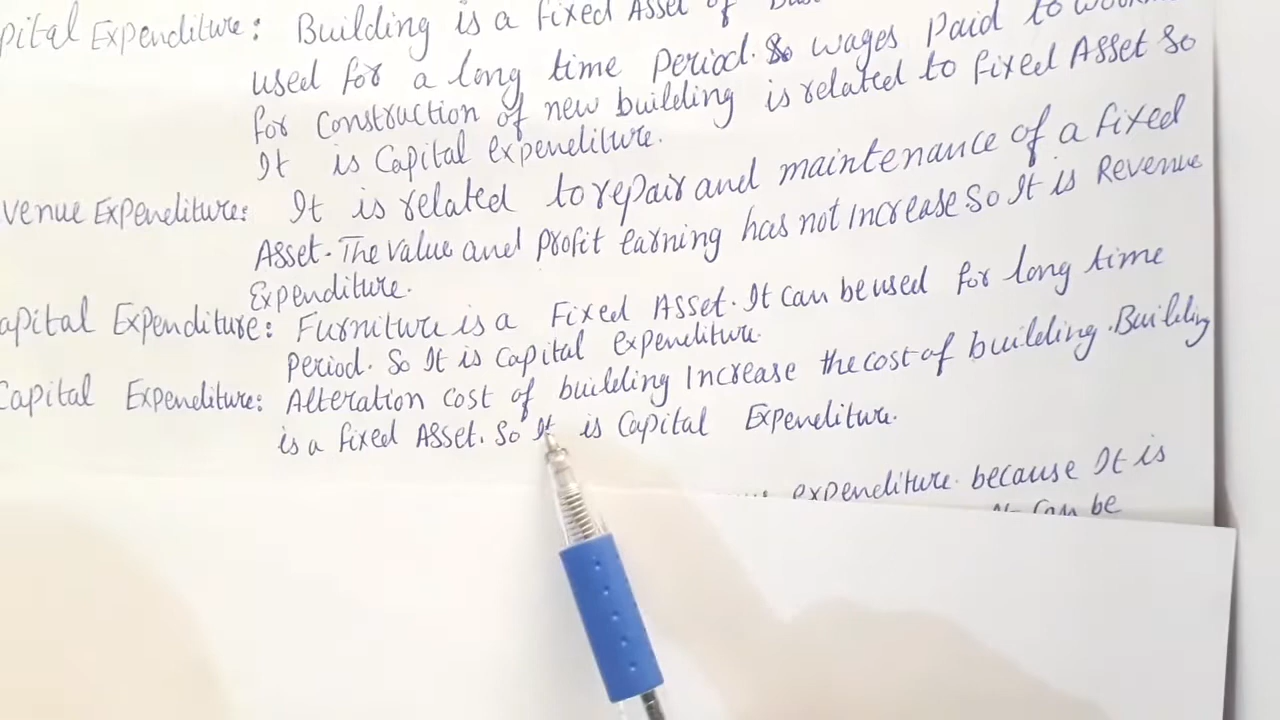 pital Expenditure: Building is a Fixed Asset of
used for a long time Period. So wages Paid to
for Construction of new building is related to fixed Asset So
It is Capital expenditure.
venue Expenditure: It is related to repair and maintenance of a fixed
Asset. The value and profit earning has not Increase So It is Revenue
Expenditure.
apital Expenditure: Furniture is a Fixed Asset. It can be used for long time
Period. So It is Capital expenditure.
Capital Expenditure: Alteration cost of building Increase the cost of building. Building
is a fixed Asset. So It is Capital Expenditure.
expenditure. because It is
Can be